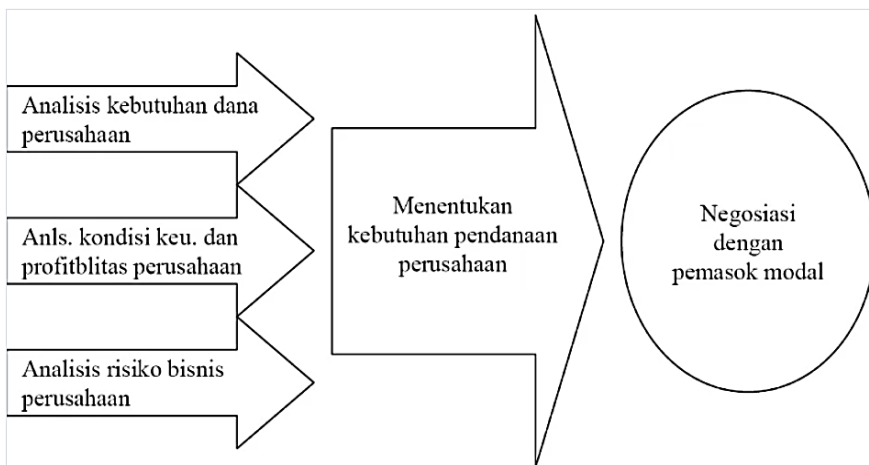 Analisis kebutuhan dana
perusahaan
Anls. kondisi keu. dan
profitblitas perusahaan
Analisis risiko bisnis
perusahaan
Menentukan
kebutuhan pendanaan
perusahaan
Negosiasi
dengan
pemasok modal